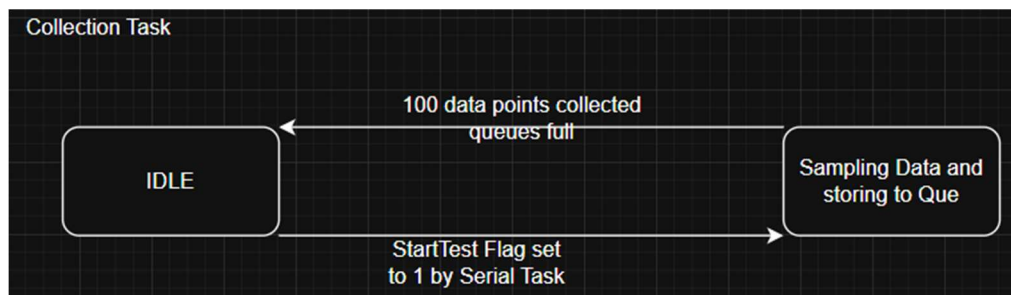 Collection Task
100 data points collected
queues full
IDLE
Sampling Data and
storing to Que
StartTest Flag set
to 1 by Serial Task